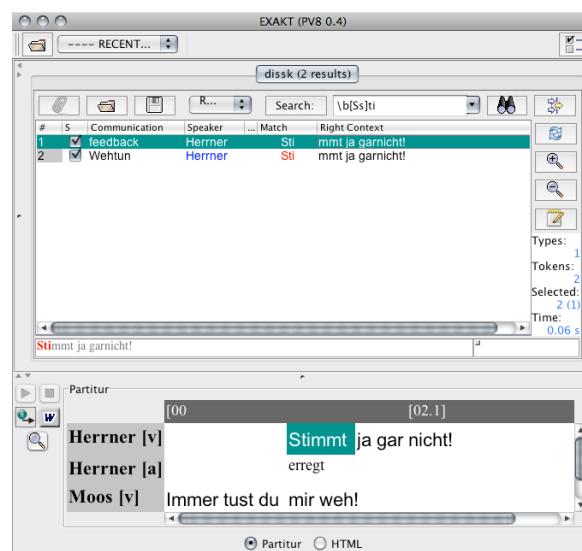 EXAKT (PV8 0.4)
---- RECENT...
dissk (2 results)
R... Search: \b[Ss]ti
# S Communication Speaker ... Match Right Context
1 feedback Herrner Sti mmt ja garnicht!
2 Wehtun Herrner Sti mmt ja garnicht!
Types:
1
Tokens:
2
Selected:
2 (1)
Time:
0.06 s
Stimmt ja garnicht!
Partitur
W
[00 [02.1]
Herrner [v] Stimmt ja gar nicht!
Herrner [a] erregt
Moos [v] Immer tust du mir weh!
Partitur HTML